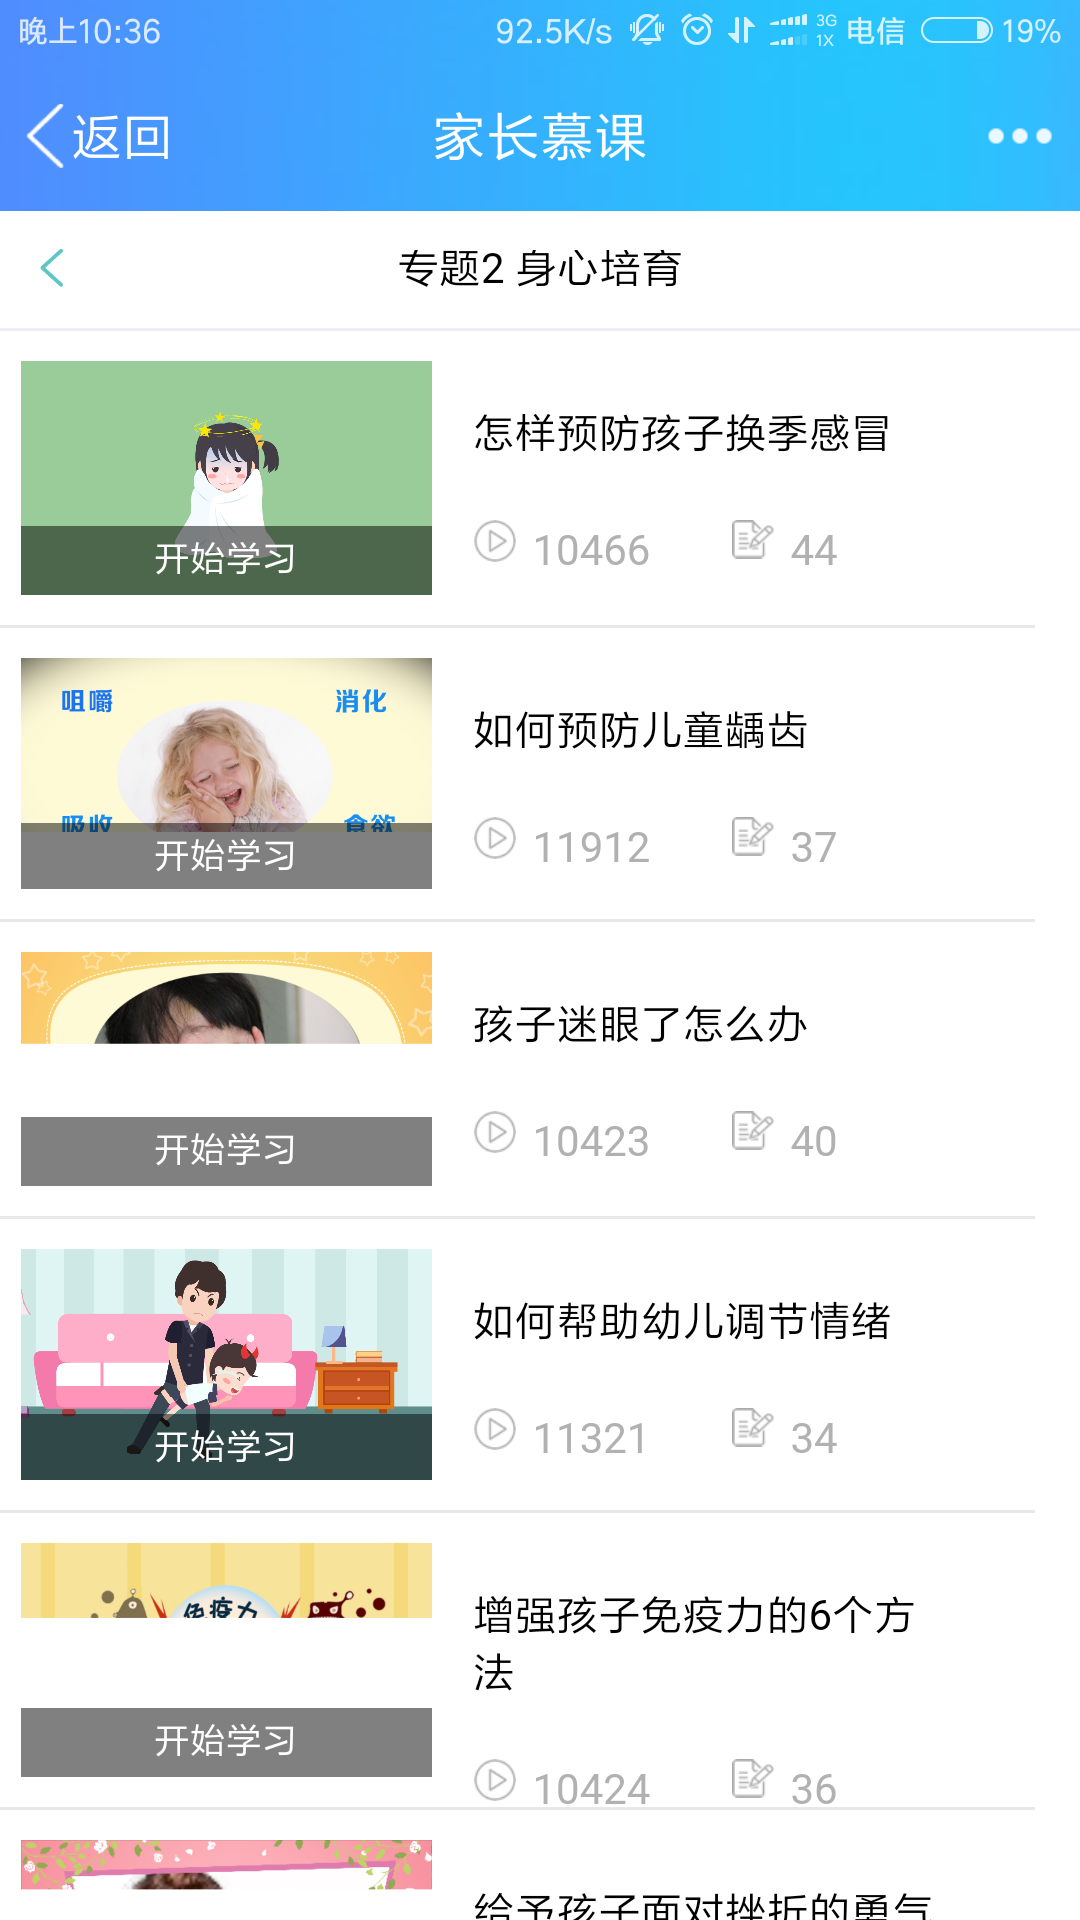 晚上10:36
92.5K/s 3G 1X 电信 19%
返回
家长慕课
专题2 身心培育
怎样预防孩子换季感冒
开始学习
10466 44
咀嚼 消化
吸收 食欲
如何预防儿童龋齿
开始学习
11912 37
孩子迷眼了怎么办
开始学习
10423 40
如何帮助幼儿调节情绪
开始学习
11321 34
免疫力
增强孩子免疫力的6个方
法
开始学习
10424 36
给予孩子面对挫折的勇气